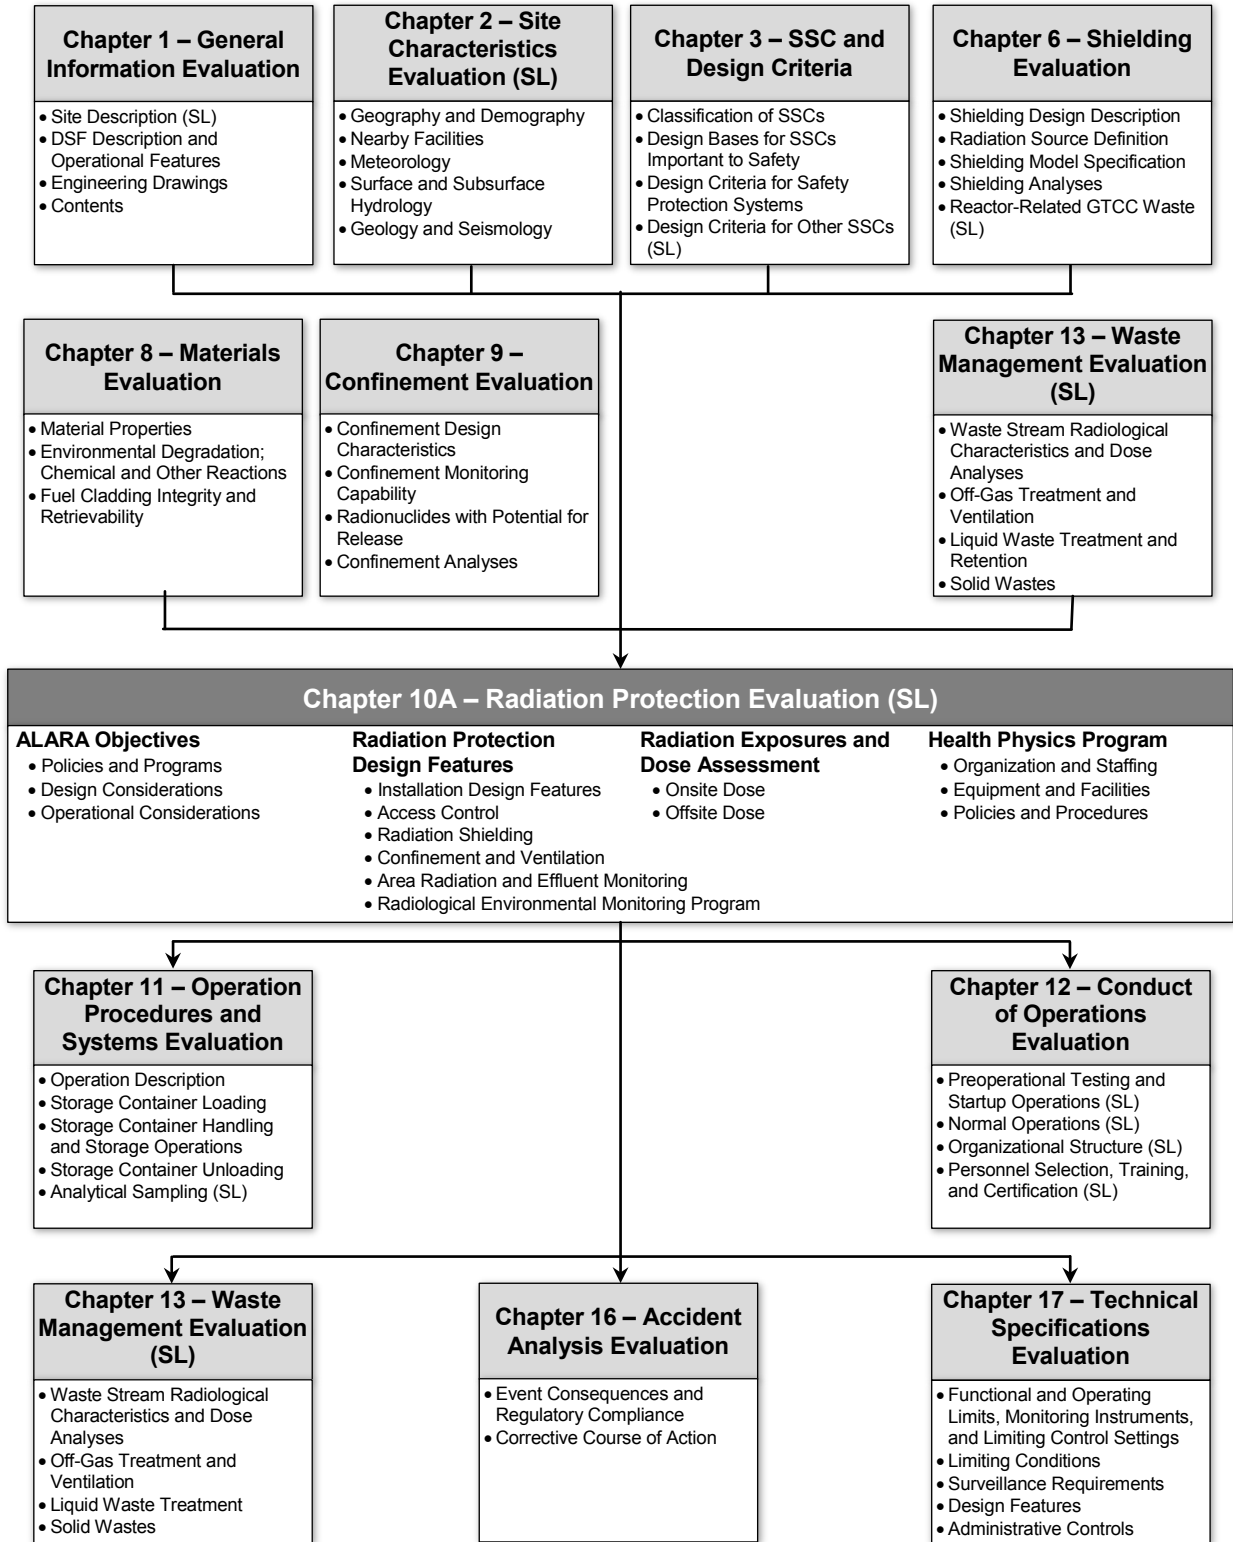 Chapter 1 – General
Information Evaluation
• Site Description (SL)
• DSF Description and
Operational Features
• Engineering Drawings
• Contents
Chapter 2 – Site
Characteristics
Evaluation (SL)
• Geography and Demography
• Nearby Facilities
• Meteorology
• Surface and Subsurface
Hydrology
• Geology and Seismology
Chapter 3 – SSC and
Design Criteria
• Classification of SSCs
• Design Bases for SSCs
Important to Safety
• Design Criteria for Safety
Protection Systems
• Design Criteria for Other SSCs
(SL)
Chapter 6 – Shielding
Evaluation
• Shielding Design Description
• Radiation Source Definition
• Shielding Model Specification
• Shielding Analyses
• Reactor-Related GTCC Waste
(SL)
Chapter 8 – Materials
Evaluation
• Material Properties
• Environmental Degradation;
Chemical and Other Reactions
• Fuel Cladding Integrity and
Retrievability
Chapter 9 –
Confinement Evaluation
• Confinement Design
Characteristics
• Confinement Monitoring
Capability
• Radionuclides with Potential for
Release
• Confinement Analyses
Chapter 13 – Waste
Management Evaluation
(SL)
• Waste Stream Radiological
Characteristics and Dose
Analyses
• Off-Gas Treatment and
Ventilation
• Liquid Waste Treatment and
Retention
• Solid Wastes
Chapter 10A – Radiation Protection Evaluation (SL)
ALARA Objectives
• Policies and Programs
• Design Considerations
• Operational Considerations
Radiation Protection
Design Features
• Installation Design Features
• Access Control
• Radiation Shielding
• Confinement and Ventilation
• Area Radiation and Effluent Monitoring
• Radiological Environmental Monitoring Program
Radiation Exposures and
Dose Assessment
• Onsite Dose
• Offsite Dose
Health Physics Program
• Organization and Staffing
• Equipment and Facilities
• Policies and Procedures
Chapter 11 – Operation
Procedures and
Systems Evaluation
• Operation Description
• Storage Container Loading
• Storage Container Handling
and Storage Operations
• Storage Container Unloading
• Analytical Sampling (SL)
Chapter 12 – Conduct
of Operations
Evaluation
• Preoperational Testing and
Startup Operations (SL)
• Normal Operations (SL)
• Organizational Structure (SL)
• Personnel Selection, Training,
and Certification (SL)
Chapter 13 – Waste
Management Evaluation
(SL)
• Waste Stream Radiological
Characteristics and Dose
Analyses
• Off-Gas Treatment and
Ventilation
• Liquid Waste Treatment
• Solid Wastes
Chapter 16 – Accident
Analysis Evaluation
• Event Consequences and
Regulatory Compliance
• Corrective Course of Action
Chapter 17 – Technical
Specifications
Evaluation
• Functional and Operating
Limits, Monitoring Instruments,
and Limiting Control Settings
• Limiting Conditions
• Surveillance Requirements
• Design Features
• Administrative Controls